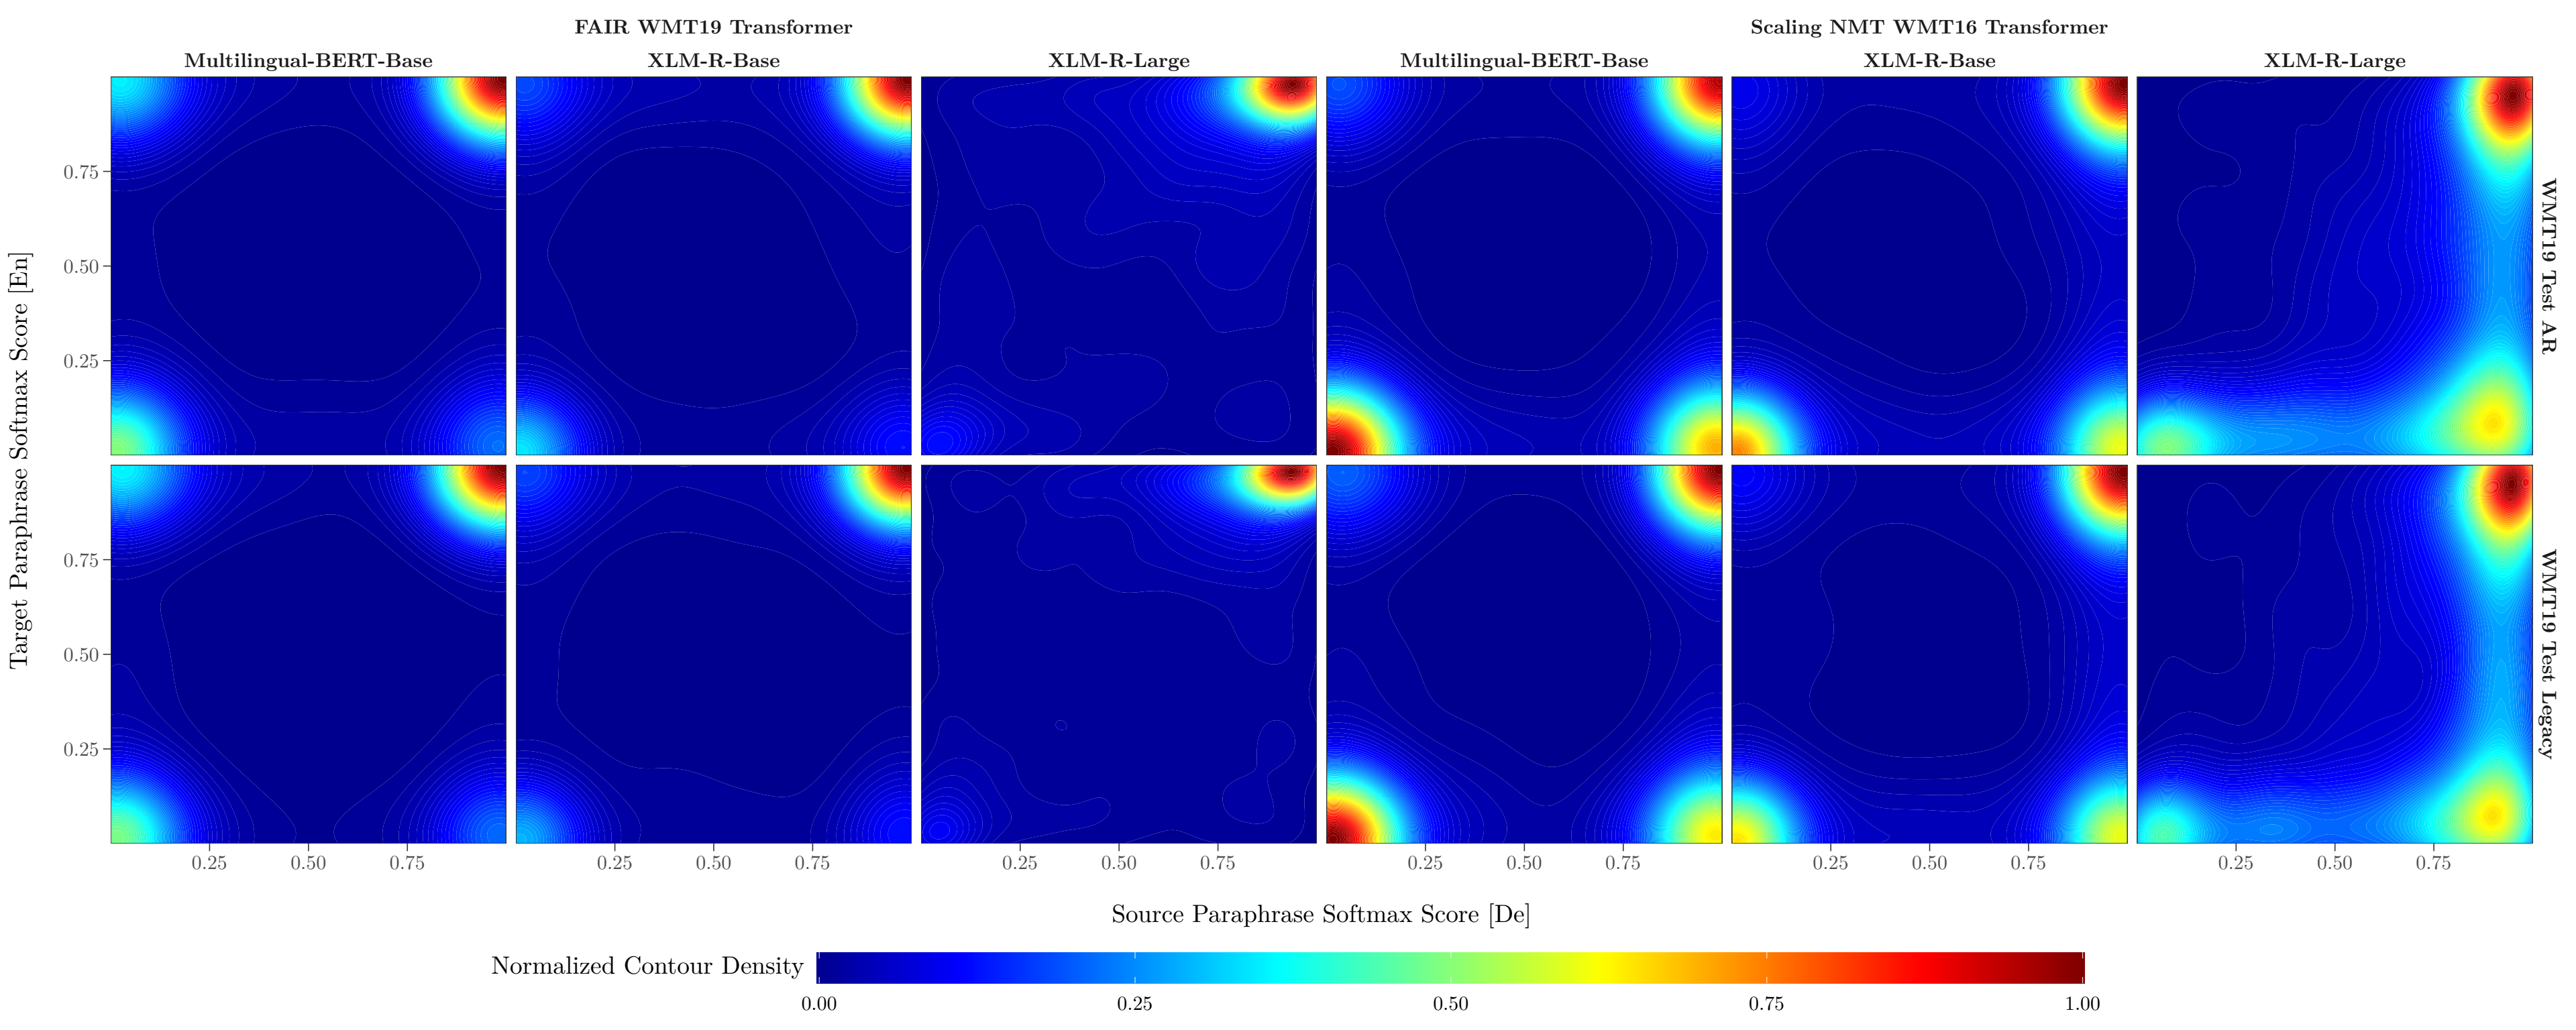 FAIR WMT19 Transformer
Scaling NMT WMT16 Transformer
Multilingual-BERT-Base
XLM-R-Base
XLM-R-Large
Multilingual-BERT-Base
XLM-R-Base
XLM-R-Large
Target Paraphrase Softmax Score [En]
0.75
0.50
0.25
WMT19 Test AR
0.75
0.50
0.25
WMT19 Test Legacy
0.25 0.50 0.75
0.25 0.50 0.75
0.25 0.50 0.75
0.25 0.50 0.75
0.25 0.50 0.75
0.25 0.50 0.75
Source Paraphrase Softmax Score [De]
Normalized Contour Density
0.00 0.25 0.50 0.75 1.00